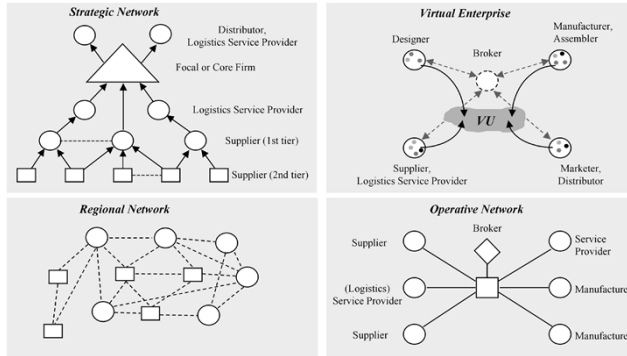 Strategic Network
Distributor,
Logistics Service Provider
Focal or Core Firm
Logistics Service Provider
Supplier (1st tier)
Supplier (2nd tier)
Virtual Enterprise
Designer
Manufacturer,
Assembler
Broker
VU
Supplier,
Logistics Service Provider
Marketer,
Distributor
Regional Network
Operative Network
Broker
Supplier
Service
Provider
(Logistics)
Service Provider
Manufacture
Supplier
Manufacture